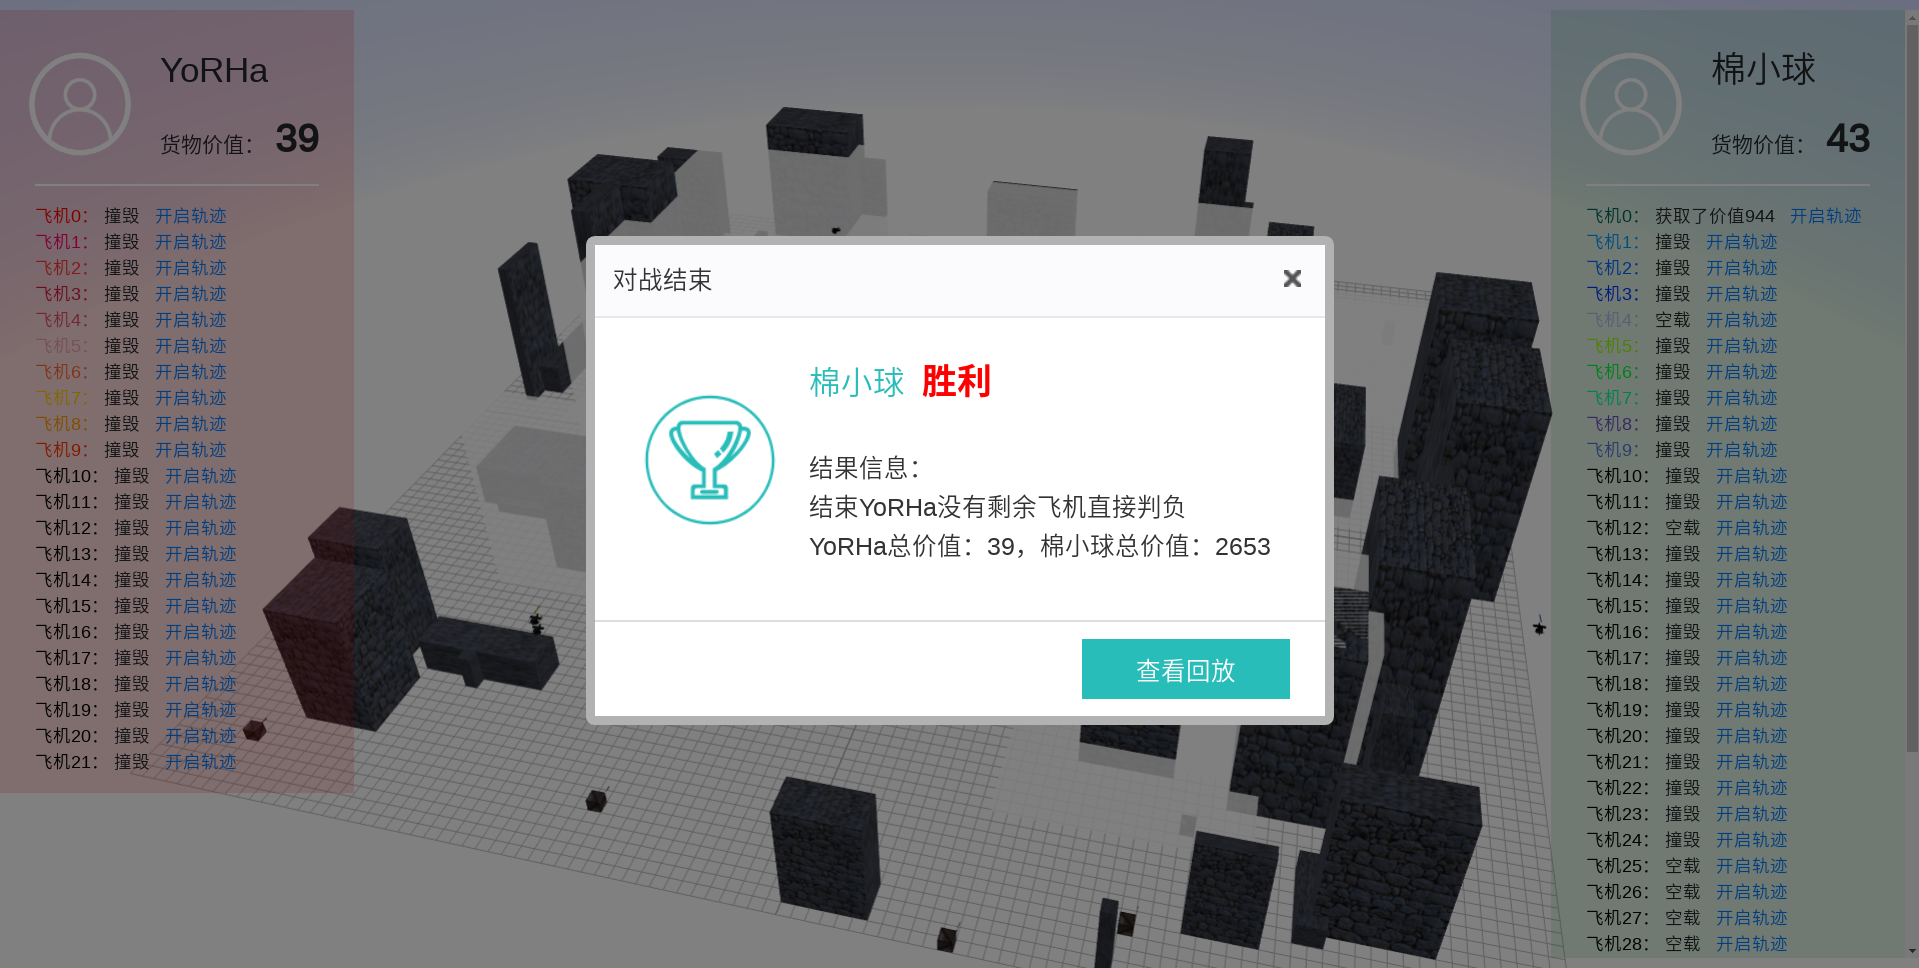 YoRHa
货物价值： 39
飞机0： 撞毁 开启轨迹
飞机1： 撞毁 开启轨迹
飞机2： 撞毁 开启轨迹
飞机3： 撞毁 开启轨迹
飞机4： 撞毁 开启轨迹
飞机5： 撞毁 开启轨迹
飞机6： 撞毁 开启轨迹
飞机7： 撞毁 开启轨迹
飞机8： 撞毁 开启轨迹
飞机9： 撞毁 开启轨迹
飞机10： 撞毁 开启轨迹
飞机11： 撞毁 开启轨迹
飞机12： 撞毁 开启轨迹
飞机13： 撞毁 开启轨迹
飞机14： 撞毁 开启轨迹
飞机15： 撞毁 开启轨迹
飞机16： 撞毁 开启轨迹
飞机17： 撞毁 开启轨迹
飞机18： 撞毁 开启轨迹
飞机19： 撞毁 开启轨迹
飞机20： 撞毁 开启轨迹
飞机21： 撞毁 开启轨迹
对战结束
棉小球 胜利
结果信息：
结束YoRHa没有剩余飞机直接判负
YoRHa总价值：39，棉小球总价值：2653
查看回放
棉小球
货物价值： 43
飞机0： 获取了价值944 开启轨迹
飞机1： 撞毁 开启轨迹
飞机2： 撞毁 开启轨迹
飞机3： 撞毁 开启轨迹
飞机4： 空载 开启轨迹
飞机5： 撞毁 开启轨迹
飞机6： 撞毁 开启轨迹
飞机7： 撞毁 开启轨迹
飞机8： 撞毁 开启轨迹
飞机9： 撞毁 开启轨迹
飞机10： 撞毁 开启轨迹
飞机11： 撞毁 开启轨迹
飞机12： 空载 开启轨迹
飞机13： 撞毁 开启轨迹
飞机14： 撞毁 开启轨迹
飞机15： 撞毁 开启轨迹
飞机16： 撞毁 开启轨迹
飞机17： 撞毁 开启轨迹
飞机18： 撞毁 开启轨迹
飞机19： 撞毁 开启轨迹
飞机20： 撞毁 开启轨迹
飞机21： 撞毁 开启轨迹
飞机22： 撞毁 开启轨迹
飞机23： 撞毁 开启轨迹
飞机24： 撞毁 开启轨迹
飞机25： 空载 开启轨迹
飞机26： 空载 开启轨迹
飞机27： 空载 开启轨迹
飞机28： 空载 开启轨迹